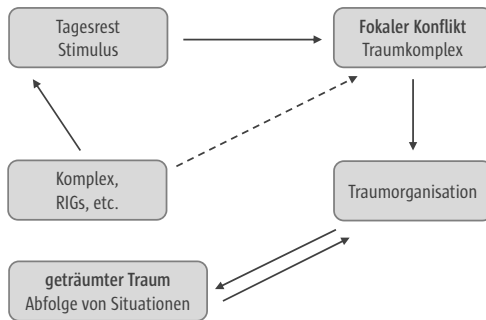 Tagesrest
Stimulus
Fokaler Konflikt
Traumkomplex
Komplex,
RIGs, etc.
Traumorganisation
geträumter Traum
Abfolge von Situationen